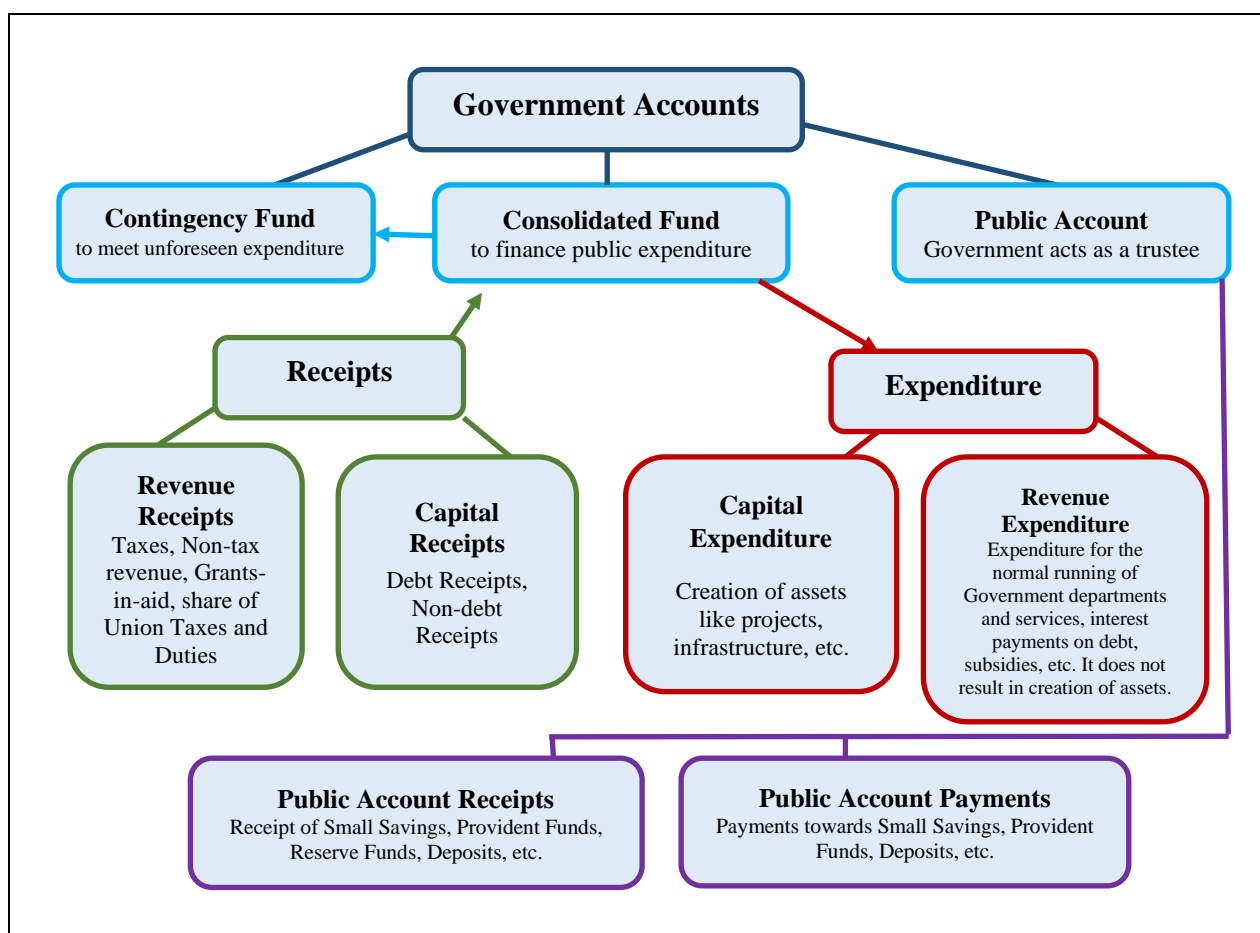 Government Accounts
Contingency Fund
to meet unforeseen expenditure
Consolidated Fund
to finance public expenditure
Public Account
Government acts as a trustee
Receipts
Expenditure
Revenue
Receipts
Taxes, Non-tax
revenue, Grants-
in-aid, share of
Union Taxes and
Duties
Capital
Receipts
Debt Receipts,
Non-debt
Receipts
Capital
Expenditure
Creation of assets
like projects,
infrastructure, etc.
Revenue
Expenditure
Expenditure for the
normal running of
Government departments
and services, interest
payments on debt,
subsidies, etc. It does not
result in creation of assets.
Public Account Receipts
Receipt of Small Savings, Provident Funds,
Reserve Funds, Deposits, etc.
Public Account Payments
Payments towards Small Savings, Provident
Funds, Deposits, etc.